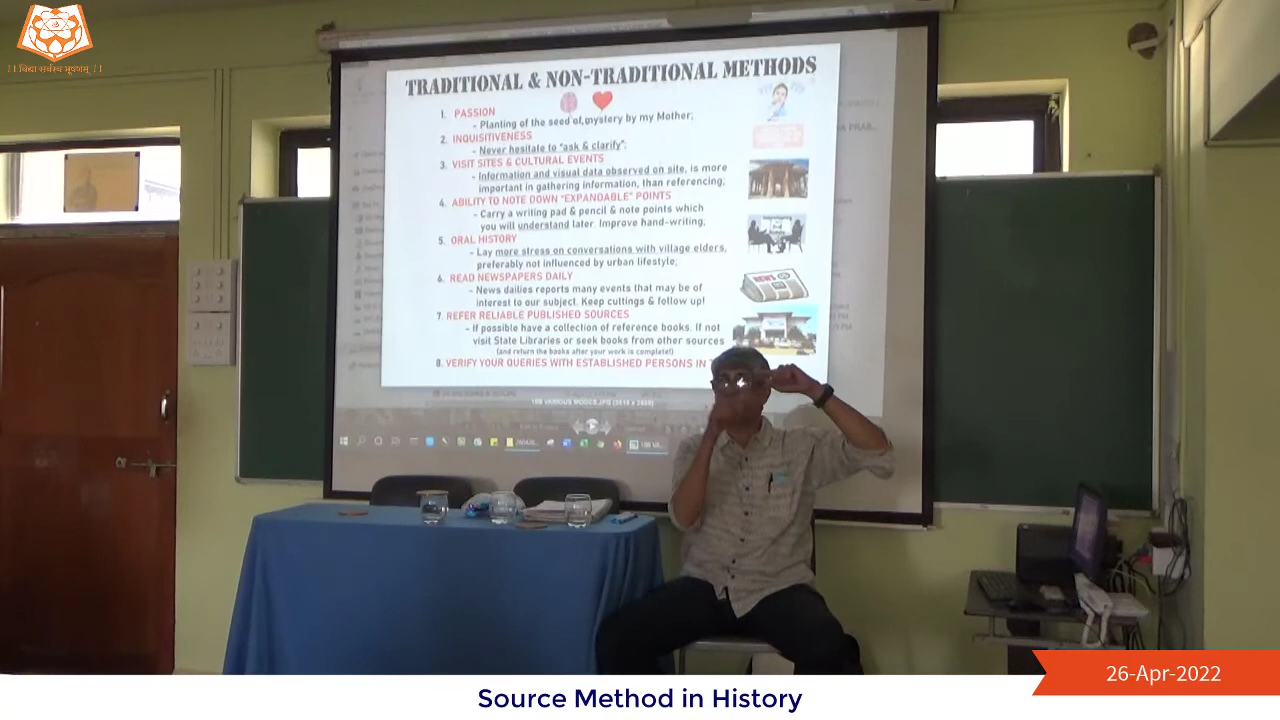 ।। विद्या सर्वस्य भूषणम् ।।
TRADITIONAL & NON-TRADITIONAL METHODS
1. PASSION
- Planting of the seed of mystery by my Mother;
2. INQUISITIVENESS
- Never hesitate to "ask & clarify";
3. VISIT SITES & CULTURAL EVENTS
- Information and visual data observed on site, is more
important in gathering information, than referencing;
4. ABILITY TO NOTE DOWN "EXPANDABLE" POINTS
- Carry a writing pad & pencil & note points which
you will understand later. Improve hand-writing;
5. ORAL HISTORY
- Lay more stress on conversations with village elders,
preferably not influenced by urban lifestyle;
6. READ NEWSPAPERS DAILY
- News dailies reports many events that may be of
interest to our subject. Keep cuttings & follow up!
7. REFER RELIABLE PUBLISHED SOURCES
- If possible have a collection of reference books. If not
visit State Libraries or seek books from other sources
(and return the books after your work is complete!)
8. VERIFY YOUR QUERIES WITH ESTABLISHED PERSONS IN
NEWS
26-Apr-2022
Source Method in History